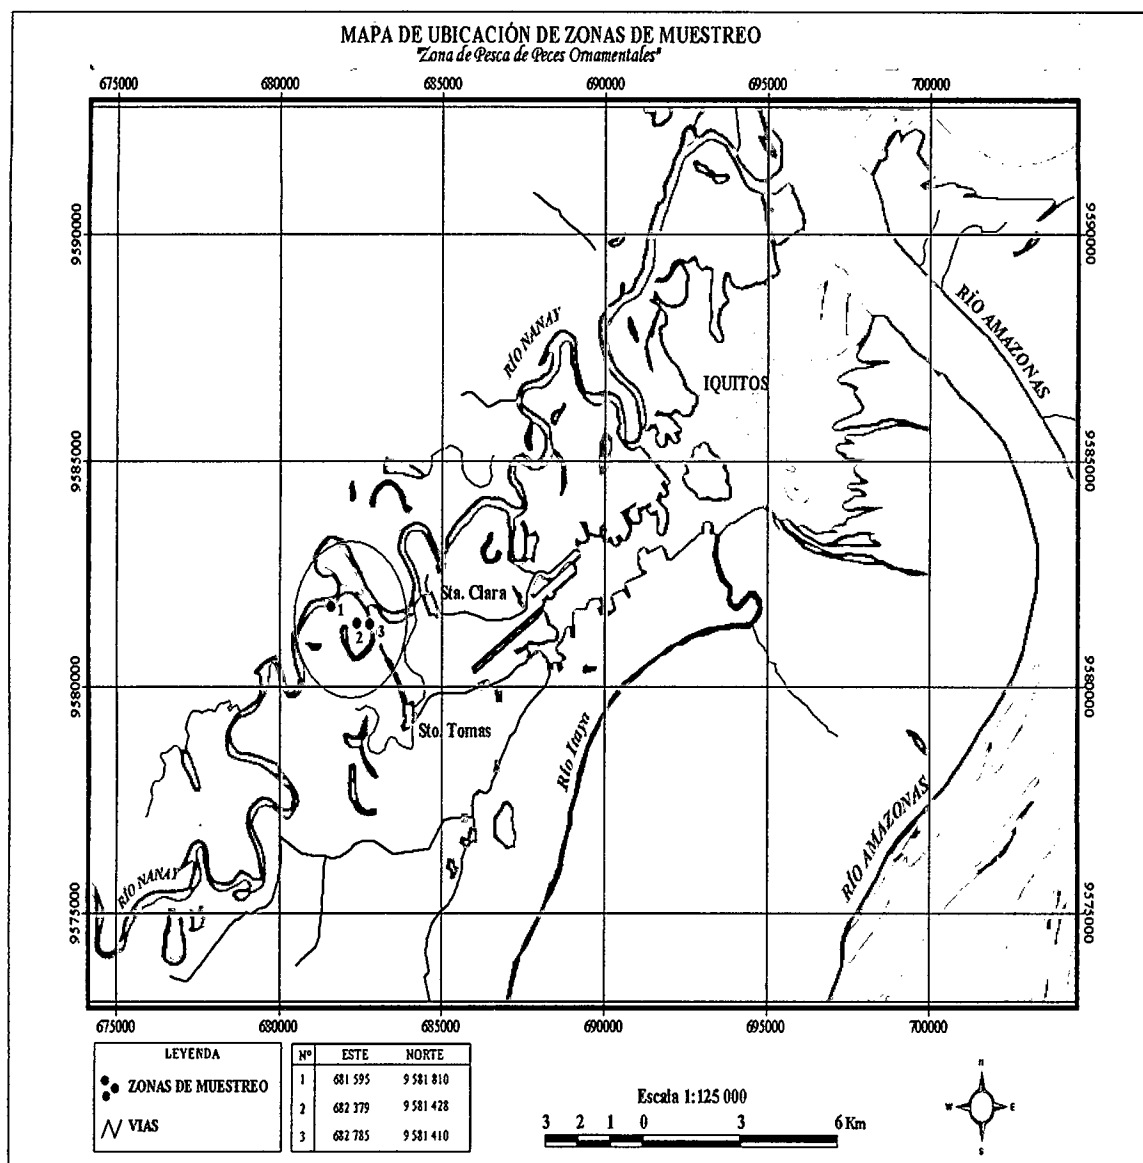 MAPA DE UBICACIÓN DE ZONAS DE MUESTREO
"Zona de Pesca de Peces Ornamentales"
675000 680000 685000 690000 695000 700000
9590000 9590000
RÍO AMAZONAS
RÍO NANAY
IQUITOS
9585000 9585000
Sta. Clara
1
2 3
9580000 9580000
Sto. Tomas
RÍO Itaya
RÍO AMAZONAS
RÍO NANAY
9575000 9575000
675000 680000 685000 690000 695000 700000
LEYENDA
ZONAS DE MUESTREO
VIAS
Nº ESTE NORTE
1 681 595 9 581 810
2 682 379 9 581 428
3 682 785 9 581 410
Escala 1:125 000
3 2 1 0 3 6 Km
N
W E
S